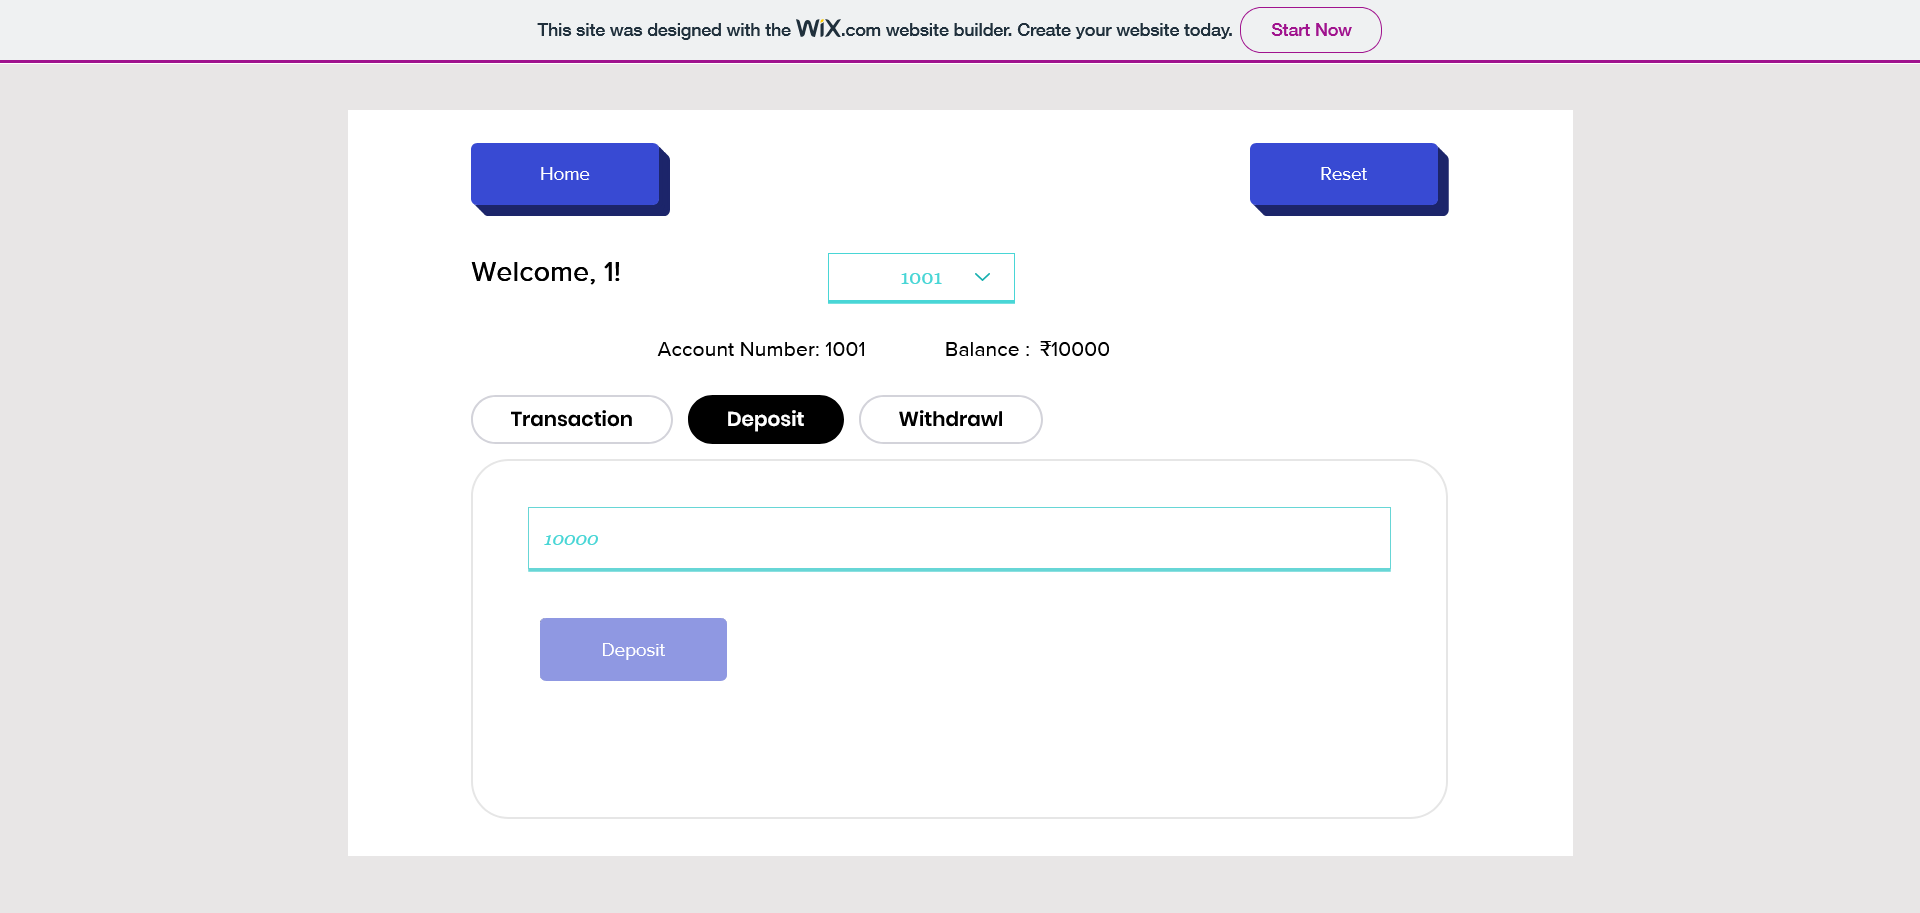 This site was designed with the WiX.com website builder. Create your website today. Start Now
Home
Reset
Welcome, 1!
1001
Account Number: 1001
Balance : ₹10000
Transaction
Deposit
Withdrawl
10000
Deposit